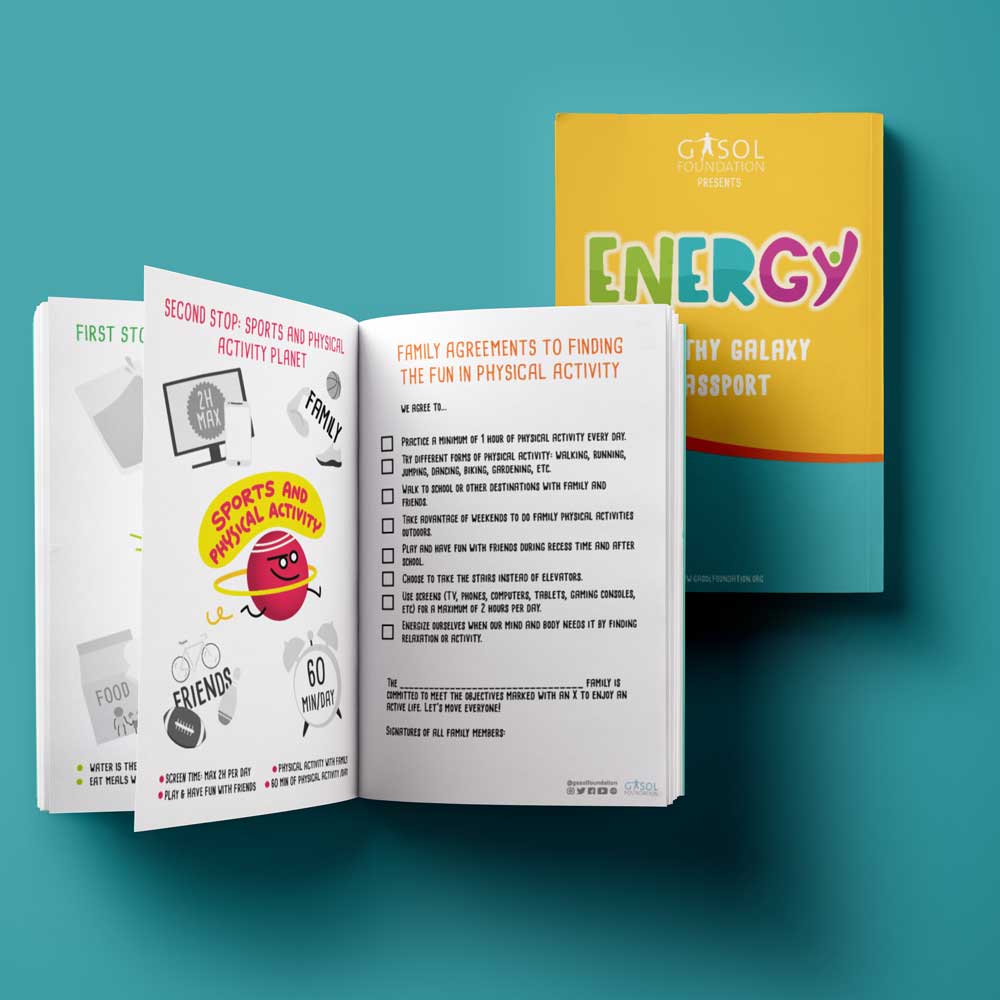 GASOL
FOUNDATION
PRESENTS
ENERGY
THY GALAXY
ASSPORT
W.GASOLFOUNDATION.ORG
FIRST STO
FOOD
WATER IS THE
EAT MEALS W
SECOND STOP: SPORTS AND PHYSICAL
ACTIVITY PLANET
2H
MAX
FAMILY
SPORTS AND
PHYSICAL ACTIVITY
FRIENDS
60
MIN/DAY
SCREEN TIME: MAX 2H PER DAY
PLAY & HAVE FUN WITH FRIENDS
PHYSICAL ACTIVITY WITH FAMILY
60 MIN OF PHYSICAL ACTIVITY /DAY
FAMILY AGREEMENTS TO FINDING
THE FUN IN PHYSICAL ACTIVITY
WE AGREE TO...
PRACTICE A MINIMUM OF 1 HOUR OF PHYSICAL ACTIVITY EVERY DAY.
TRY DIFFERENT FORMS OF PHYSICAL ACTIVITY: WALKING, RUNNING,
JUMPING, DANCING, BIKING, GARDENING, ETC.
WALK TO SCHOOL OR OTHER DESTINATIONS WITH FAMILY AND
FRIENDS.
TAKE ADVANTAGE OF WEEKENDS TO DO FAMILY PHYSICAL ACTIVITIES
OUTDOORS.
PLAY AND HAVE FUN WITH FRIENDS DURING RECESS TIME AND AFTER
SCHOOL.
CHOOSE TO TAKE THE STAIRS INSTEAD OF ELEVATORS.
USE SCREENS (TV, PHONES, COMPUTERS, TABLETS, GAMING CONSOLES,
ETC) FOR A MAXIMUM OF 2 HOURS PER DAY.
ENERGIZE OURSELVES WHEN OUR MIND AND BODY NEEDS IT BY FINDING
RELAXATION OR ACTIVITY.
THE ______________________________ FAMILY IS
COMMITTED TO MEET THE OBJECTIVES MARKED WITH AN X TO ENJOY AN
ACTIVE LIFE. LET'S MOVE EVERYONE!
SIGNATURES OF ALL FAMILY MEMBERS:
@gasolfoundation
GASOL
FOUNDATION